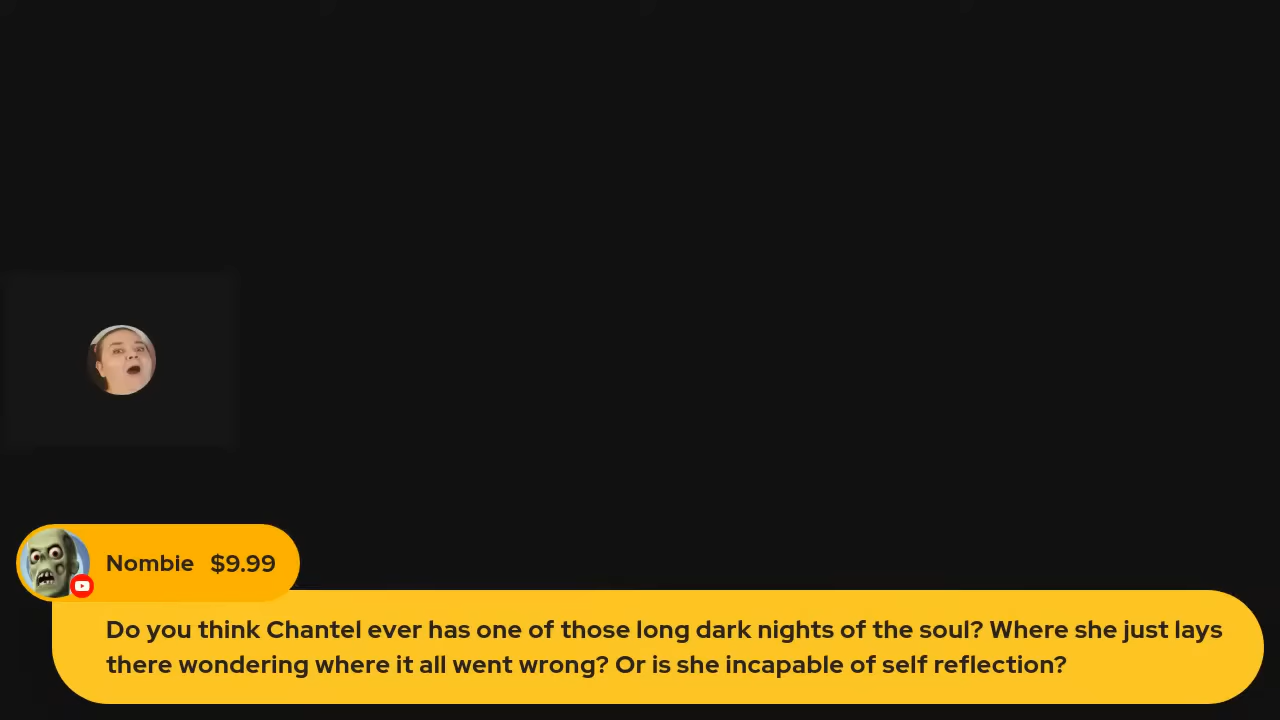 Nombie $9.99
Do you think Chantel ever has one of those long dark nights of the soul? Where she just lays
there wondering where it all went wrong? Or is she incapable of self reflection?